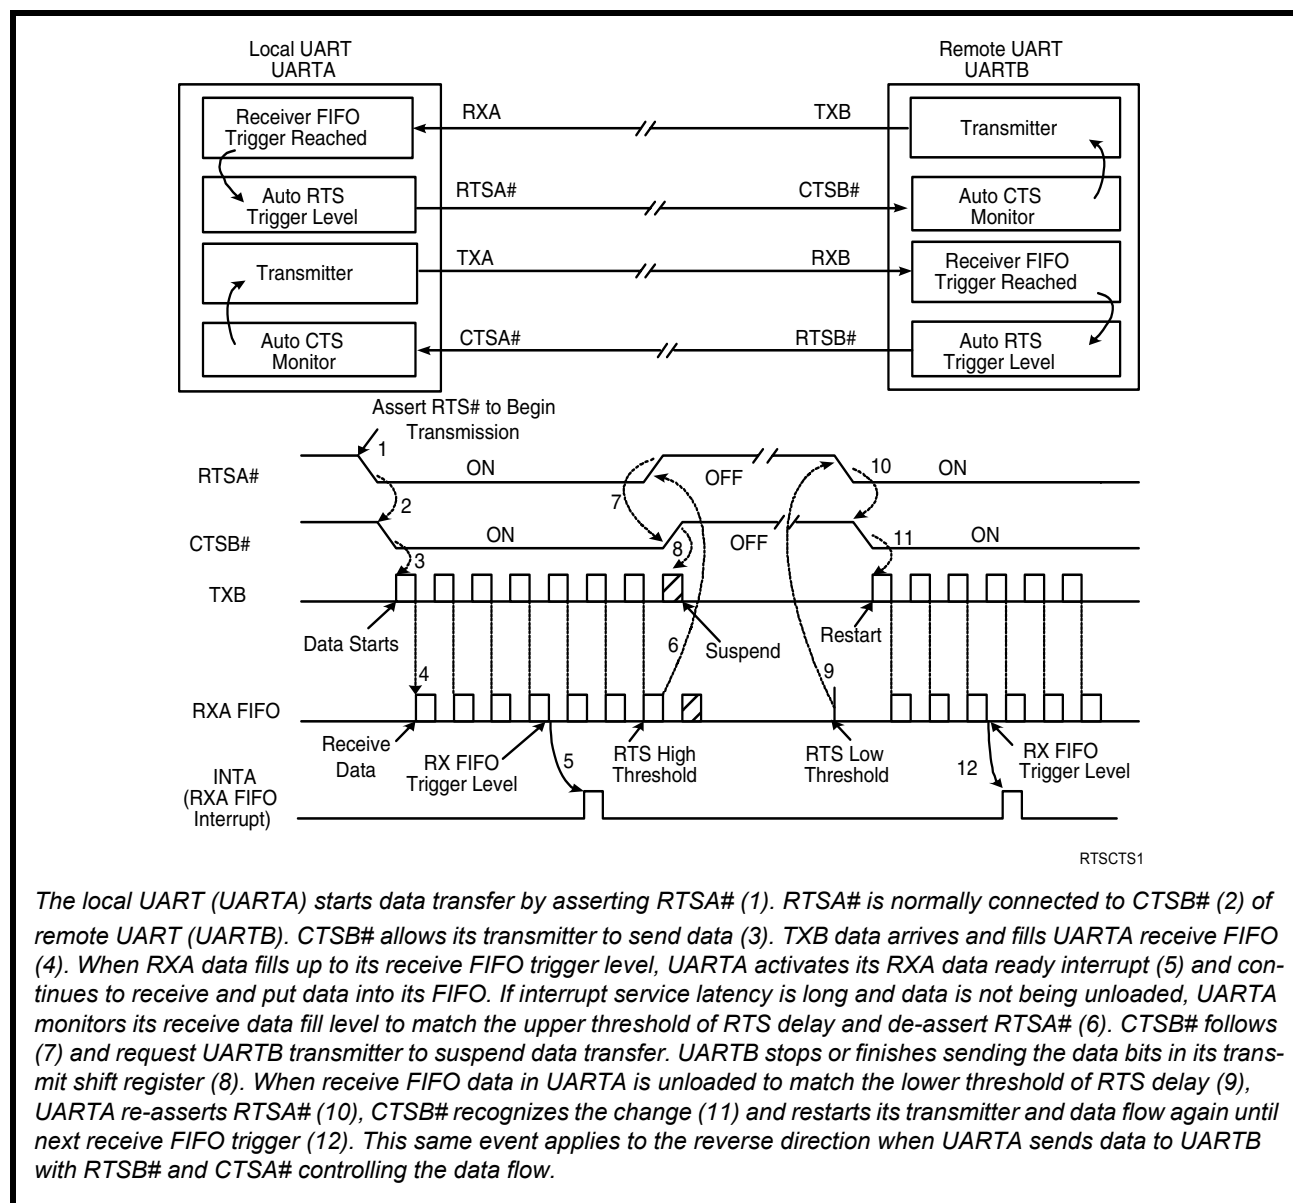 Local UART
UARTA
Remote UART
UARTB
Receiver FIFO
Trigger Reached
RXA
TXB
Transmitter
Auto RTS
Trigger Level
RTSA#
CTSB#
Auto CTS
Monitor
Transmitter
TXA
RXB
Receiver FIFO
Trigger Reached
Auto CTS
Monitor
CTSA#
RTSB#
Auto RTS
Trigger Level
Assert RTS# to Begin
Transmission
RTSA#
1
ON
OFF
10
ON
2
7
CTSB#
ON
8
OFF
11
ON
3
TXB
Data Starts
6
Suspend
Restart
4
9
RXA FIFO
Receive
Data
RX FIFO
Trigger Level
5
RTS High
Threshold
RTS Low
Threshold
12
RX FIFO
Trigger Level
INTA
(RXA FIFO
Interrupt)
RTSCTS1
The local UART (UARTA) starts data transfer by asserting RTSA# (1). RTSA# is normally connected to CTSB# (2) of
remote UART (UARTB). CTSB# allows its transmitter to send data (3). TXB data arrives and fills UARTA receive FIFO
(4). When RXA data fills up to its receive FIFO trigger level, UARTA activates its RXA data ready interrupt (5) and con-
tinues to receive and put data into its FIFO. If interrupt service latency is long and data is not being unloaded, UARTA
monitors its receive data fill level to match the upper threshold of RTS delay and de-assert RTSA# (6). CTSB# follows
(7) and request UARTB transmitter to suspend data transfer. UARTB stops or finishes sending the data bits in its trans-
mit shift register (8). When receive FIFO data in UARTA is unloaded to match the lower threshold of RTS delay (9),
UARTA re-asserts RTSA# (10), CTSB# recognizes the change (11) and restarts its transmitter and data flow again until
next receive FIFO trigger (12). This same event applies to the reverse direction when UARTA sends data to UARTB
with RTSB# and CTSA# controlling the data flow.